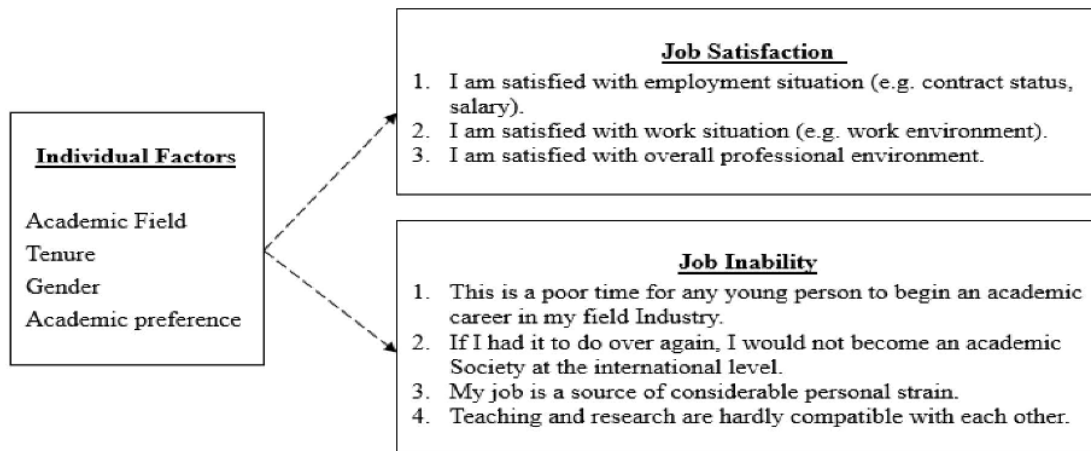 Individual Factors
Academic Field
Tenure
Gender
Academic preference
Job Satisfaction
1. I am satisfied with employment situation (e.g. contract status,
salary).
2. I am satisfied with work situation (e.g. work environment).
3. I am satisfied with overall professional environment.
Job Inability
1. This is a poor time for any young person to begin an academic
career in my field Industry.
2. If I had it to do over again, I would not become an academic
Society at the international level.
3. My job is a source of considerable personal strain.
4. Teaching and research are hardly compatible with each other.